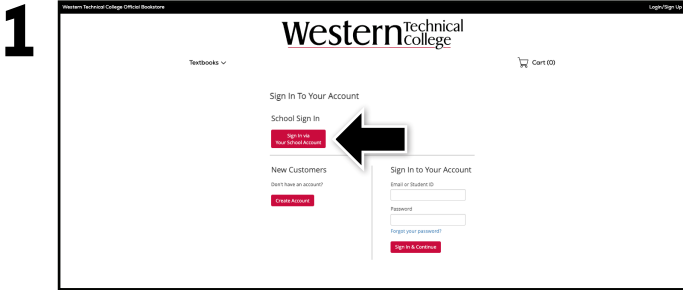 1
Western Technical College Official Bookstore
Login/Sign Up
Western Technical College
Textbooks
Cart (0)
Sign In To Your Account
School Sign In
Sign in via
Your School Account
New Customers
Don't have an account?
Create Account
Sign In to Your Account
Email or Student ID
Password
Forgot your password?
Sign In & Continue